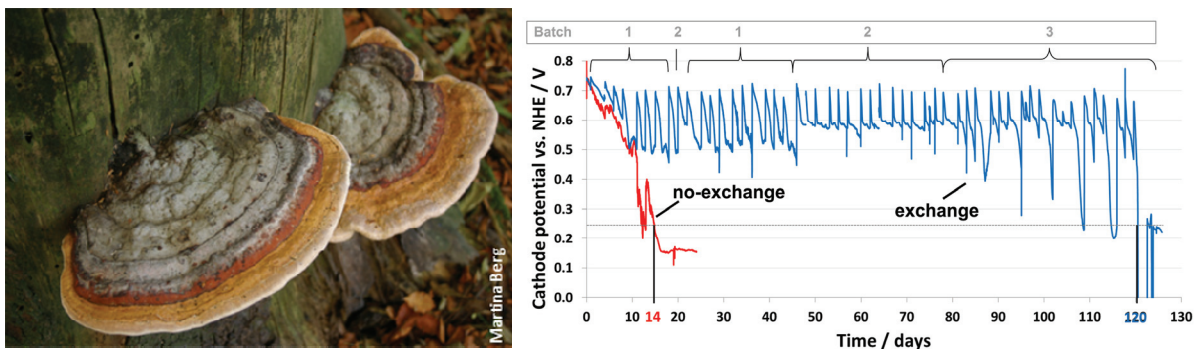 Martina Berg
Batch 1 2 1 2 3
Cathode potential vs. NHE / V
0.8
0.7
0.6
0.5
0.4
0.3
0.2
0.1
0.0
no-exchange
exchange
0 10 14 20 30 40 50 60 70 80 90 100 110 120 130
Time / days